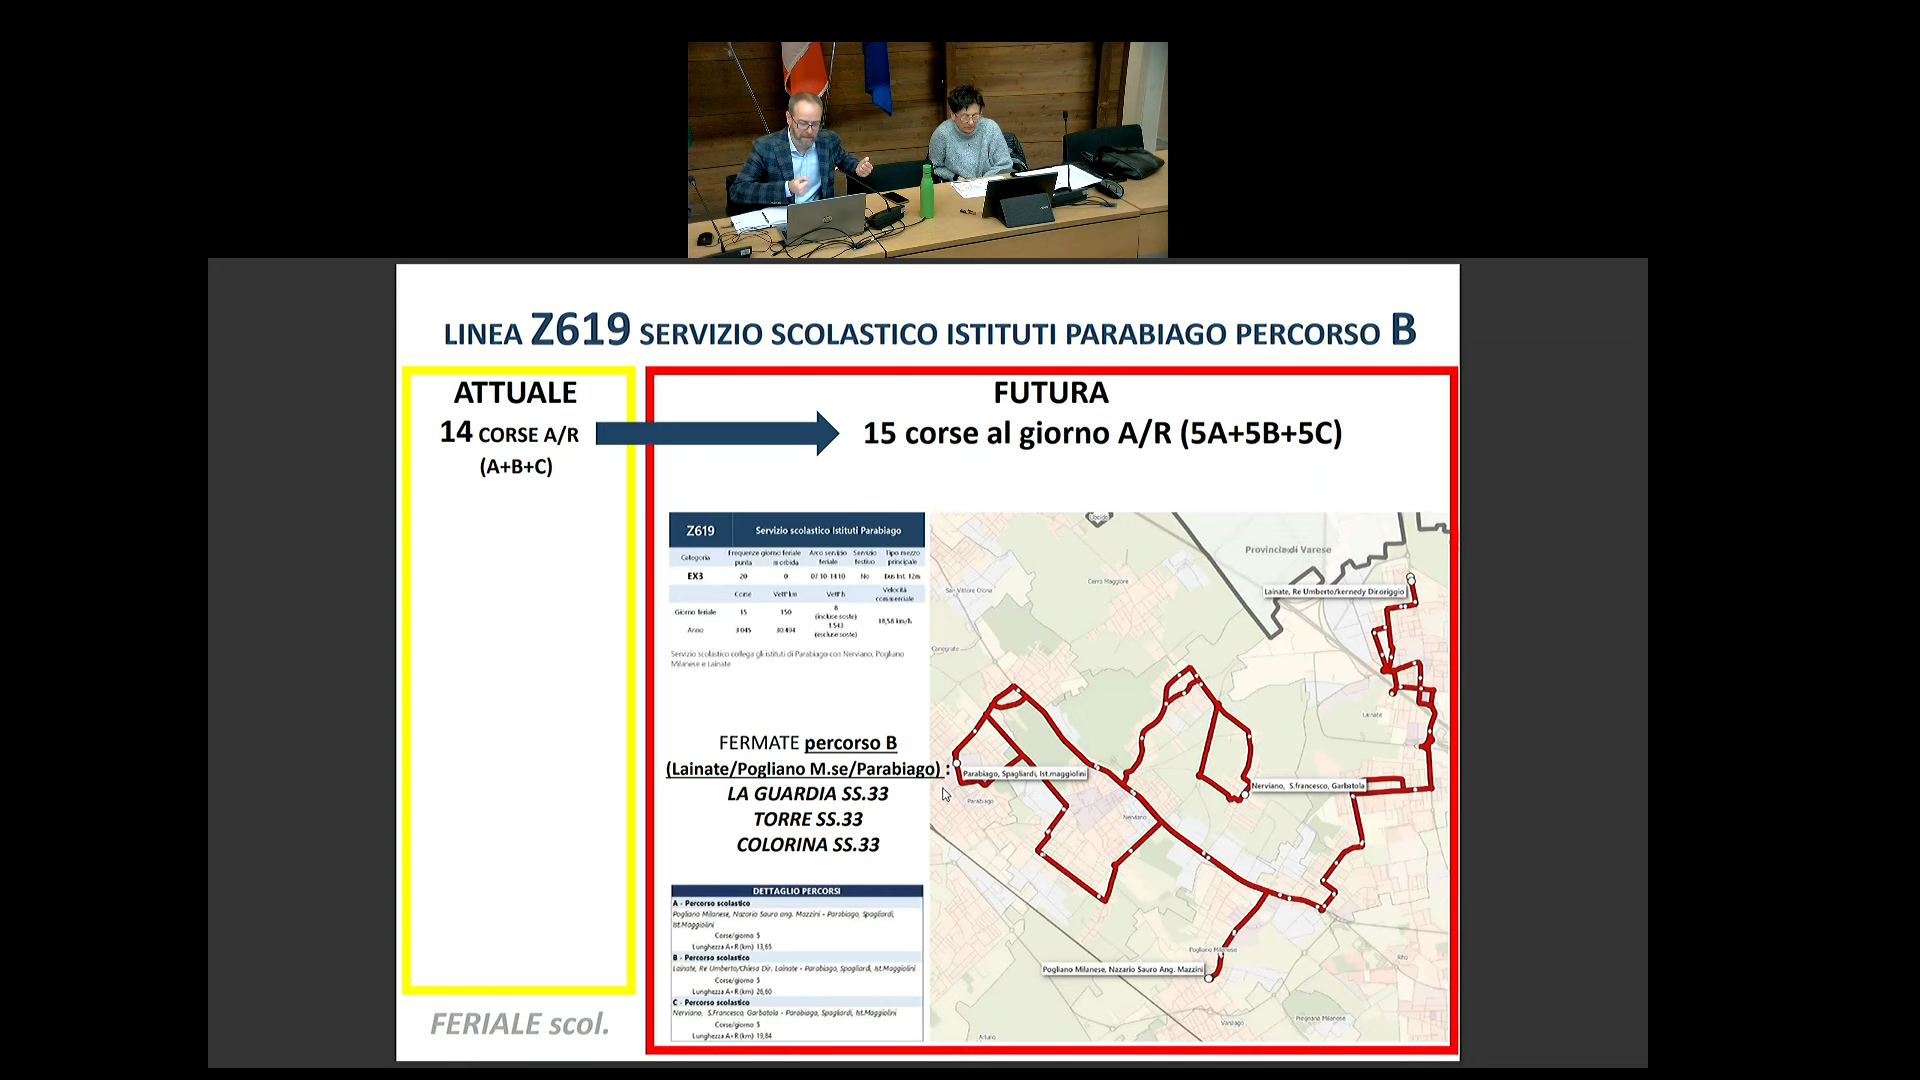 LINEA Z619 SERVIZIO SCOLASTICO ISTITUTI PARABIAGO PERCORSO B
ATTUALE
14 CORSE A/R
(A+B+C)
FERIALE scol.
FUTURA
15 corse al giorno A/R (5A+5B+5C)
Z619 Servizio scolastico Istituti Parabiago
Categoria
Frequenze giorno feriale
punta morbida
Arco servizio
feriale
Servizio
festivo
Tipo mezzo
principale
EX3 20 0 07.10-14.10 No Bus Int. 12m
Corse Vett*km Vett*h
Velocità
commerciale
Giorno feriale 15 150
8
(incluse soste)
18,58 km/h
Anno 3 045 30 494
1 543
(escluse soste)
Servizio scolastico collega gli istituti di Parabiago con Nerviano, Pogliano
Milanese e Lainate
FERMATE percorso B
(Lainate/Pogliano M.se/Parabiago) :
LA GUARDIA SS.33
TORRE SS.33
COLORINA SS.33
DETTAGLIO PERCORSI
A - Percorso scolastico
Pogliano Milanese, Nazario Sauro ang. Mazzini - Parabiago, Spagliardi,
Ist.Maggiolini
Corse/giorno 5
Lunghezza A+R (km) 13,65
B - Percorso scolastico
Lainate, Re Umberto/Chiesa Dir. Lainate - Parabiago, Spagliardi, Ist.Maggiolini
Corse/giorno 5
Lunghezza A+R (km) 26,60
C - Percorso scolastico
Nerviano, S.Francesco, Garbatola - Parabiago, Spagliardi, Ist.Maggiolini
Corse/giorno 5
Lunghezza A+R (km) 19,84
Uboldo
Provincia di Varese
Cerro Maggiore
San Vittore Olona
Lainate, Re Umberto/kennedy Dir.origgio
Canegrate
Lainate
Parabiago, Spagliardi, Ist.maggiolini
Nerviano, S.francesco, Garbatola
Parabiago
Nerviano
Pogliano Milanese
Rho
Pogliano Milanese, Nazario Sauro Ang. Mazzini
Vanzago
Pregnana Milanese
Arluno